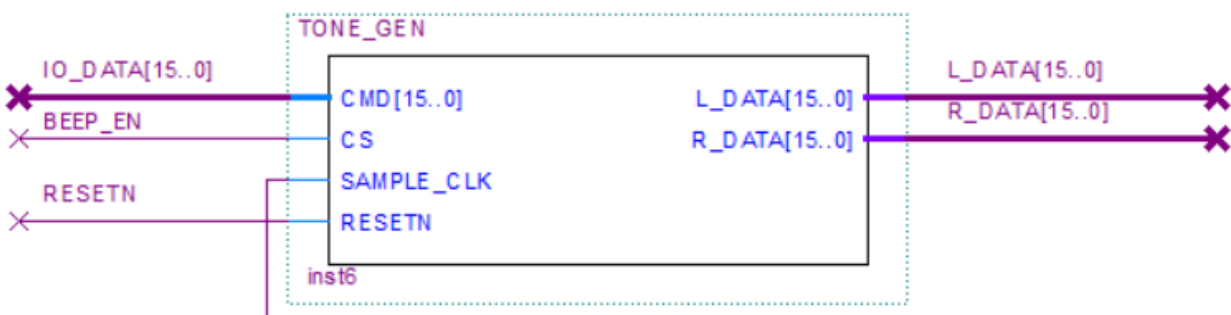 TONE_GEN
IO_DATA[15..0]
L_DATA[15..0]
CMD[15..0]
L_DATA[15..0]
BEEP_EN
R_DATA[15..0]
CS
R_DATA[15..0]
SAMPLE_CLK
RESETN
RESETN
inst6